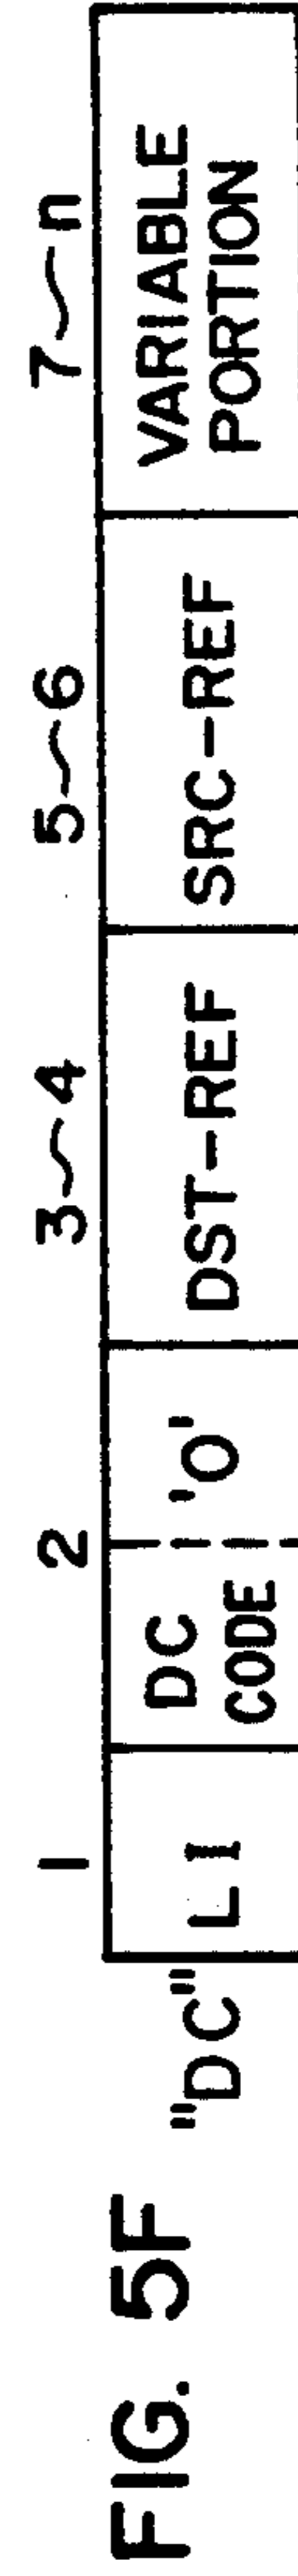 FIG. 5F
1 2 3~4 5~6 7~n
"DC" LI DC CODE '0' DST-REF SRC-REF VARIABLE PORTION